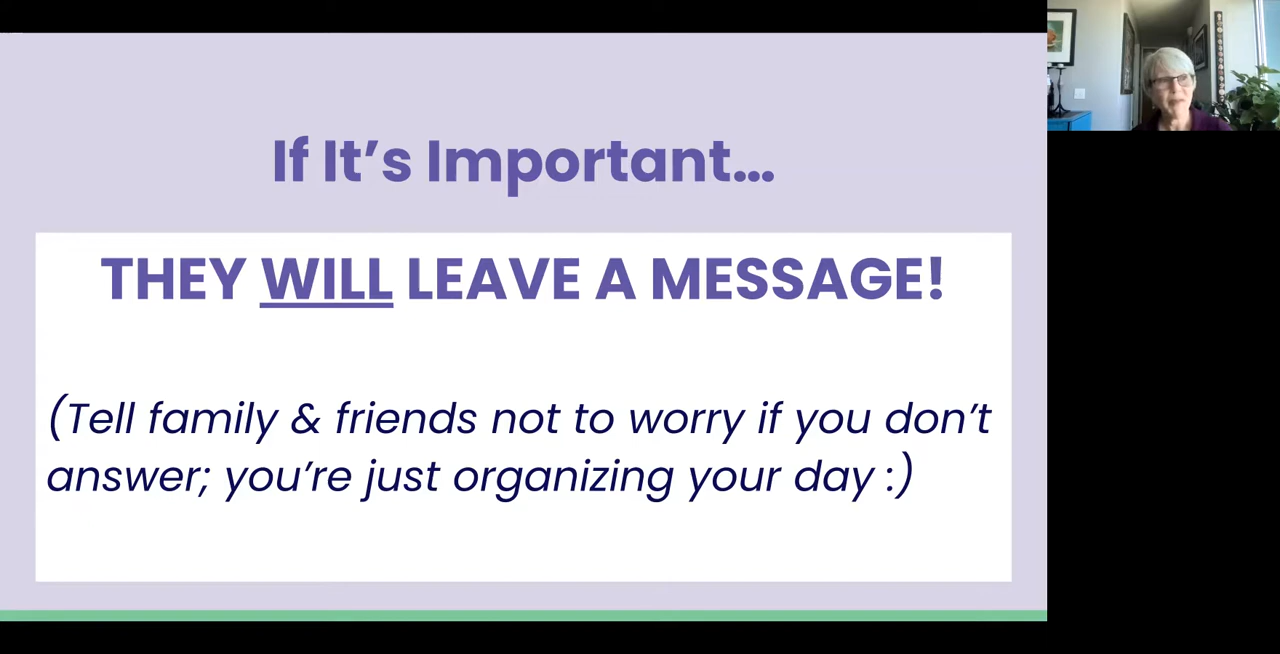 If It’s Important…
THEY WILL LEAVE A MESSAGE!
(Tell family & friends not to worry if you don’t
answer; you’re just organizing your day :)